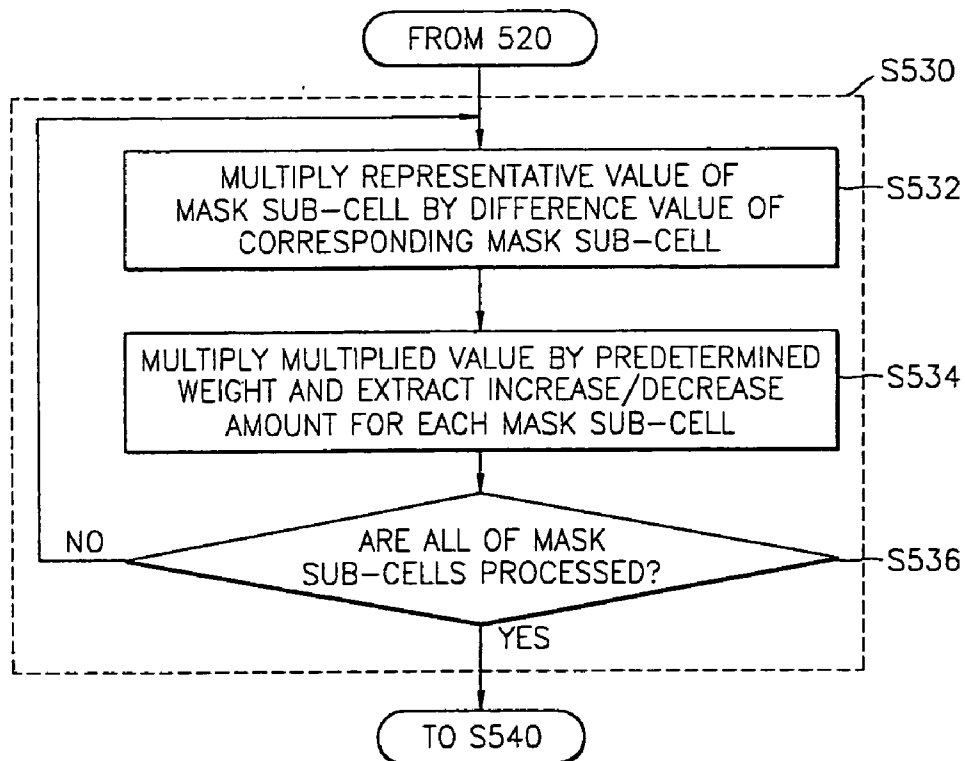 FROM 520
S530
MULTIPLY REPRESENTATIVE VALUE OF
MASK SUB-CELL BY DIFFERENCE VALUE OF
CORRESPONDING MASK SUB-CELL
S532
MULTIPLY MULTIPLIED VALUE BY PREDETERMINED
WEIGHT AND EXTRACT INCREASE/DECREASE
AMOUNT FOR EACH MASK SUB-CELL
S534
NO
ARE ALL OF MASK
SUB-CELLS PROCESSED?
S536
YES
TO S540